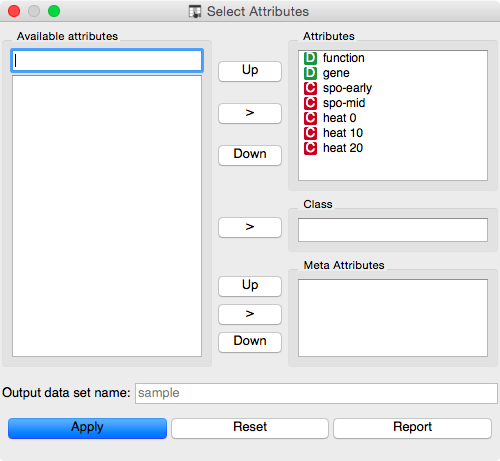 Select Attributes
Available attributes
Up
>
Down
>
Up
>
Down
Attributes
D function
D gene
C spo-early
C spo-mid
C heat 0
C heat 10
C heat 20
Class
Meta Attributes
Output data set name: sample
Apply Reset Report